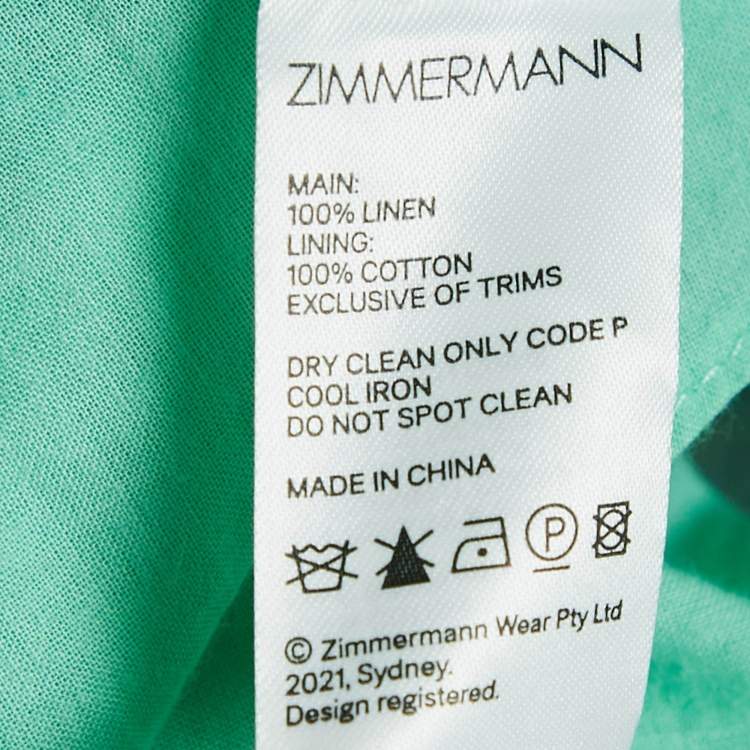 ZIMMERMANN
MAIN:
100% LINEN
LINING:
100% COTTON
EXCLUSIVE OF TRIMS
DRY CLEAN ONLY CODE P
COOL IRON
DO NOT SPOT CLEAN
MADE IN CHINA
P
© Zimmermann Wear Pty Ltd
2021, Sydney.
Design registered.